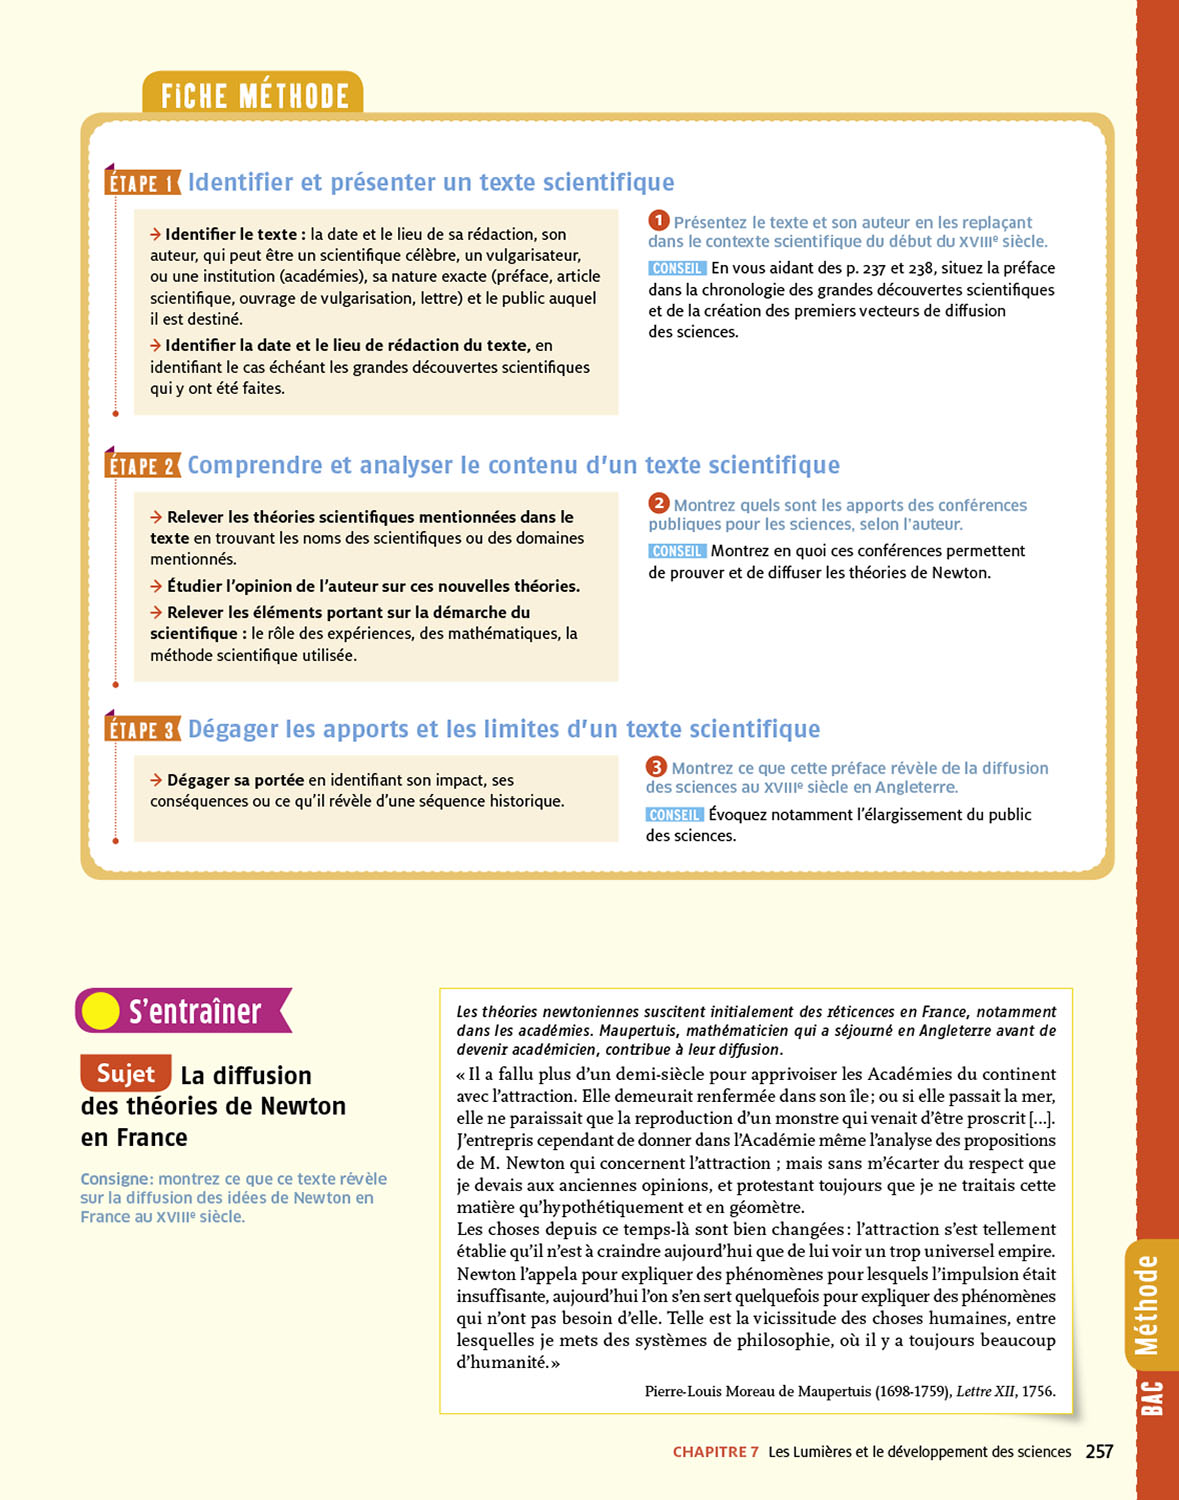 FiCHE MÉTHODE
ÉTAPE 1 Identifier et présenter un texte scientifique
→ Identifier le texte : la date et le lieu de sa rédaction, son
auteur, qui peut être un scientifique célèbre, un vulgarisateur,
ou une institution (académies), sa nature exacte (préface, article
scientifique, ouvrage de vulgarisation, lettre) et le public auquel
il est destiné.
→ Identifier la date et le lieu de rédaction du texte, en
identifiant le cas échéant les grandes découvertes scientifiques
qui y ont été faites.
1 Présentez le texte et son auteur en les replaçant
dans le contexte scientifique du début du XVIIIe siècle.
CONSEIL En vous aidant des p. 237 et 238, situez la préface
dans la chronologie des grandes découvertes scientifiques
et de la création des premiers vecteurs de diffusion
des sciences.
ÉTAPE 2 Comprendre et analyser le contenu d'un texte scientifique
→ Relever les théories scientifiques mentionnées dans le
texte en trouvant les noms des scientifiques ou des domaines
mentionnés.
→ Étudier l'opinion de l'auteur sur ces nouvelles théories.
→ Relever les éléments portant sur la démarche du
scientifique : le rôle des expériences, des mathématiques, la
méthode scientifique utilisée.
2 Montrez quels sont les apports des conférences
publiques pour les sciences, selon l'auteur.
CONSEIL Montrez en quoi ces conférences permettent
de prouver et de diffuser les théories de Newton.
ÉTAPE 3 Dégager les apports et les limites d'un texte scientifique
→ Dégager sa portée en identifiant son impact, ses
conséquences ou ce qu'il révèle d'une séquence historique.
3 Montrez ce que cette préface révèle de la diffusion
des sciences au XVIIIe siècle en Angleterre.
CONSEIL Évoquez notamment l'élargissement du public
des sciences.
S'entraîner
Sujet La diffusion
des théories de Newton
en France
Consigne : montrez ce que ce texte révèle
sur la diffusion des idées de Newton en
France au XVIIIe siècle.
Les théories newtoniennes suscitent initialement des réticences en France, notamment
dans les académies. Maupertuis, mathématicien qui a séjourné en Angleterre avant de
devenir académicien, contribue à leur diffusion.
« Il a fallu plus d'un demi-siècle pour apprivoiser les Académies du continent
avec l'attraction. Elle demeurait renfermée dans son île ; ou si elle passait la mer,
elle ne paraissait que la reproduction d'un monstre qui venait d'être proscrit [...].
J'entrepris cependant de donner dans l'Académie même l'analyse des propositions
de M. Newton qui concernent l'attraction ; mais sans m'écarter du respect que
je devais aux anciennes opinions, et protestant toujours que je ne traitais cette
matière qu'hypothétiquement et en géomètre.
Les choses depuis ce temps-là sont bien changées : l'attraction s'est tellement
établie qu'il n'est à craindre aujourd'hui que de lui voir un trop universel empire.
Newton l'appela pour expliquer des phénomènes pour lesquels l'impulsion était
insuffisante, aujourd'hui l'on s'en sert quelquefois pour expliquer des phénomènes
qui n'ont pas besoin d'elle. Telle est la vicissitude des choses humaines, entre
lesquelles je mets des systèmes de philosophie, où il y a toujours beaucoup
d'humanité. »
Pierre-Louis Moreau de Maupertuis (1698-1759), Lettre XII, 1756.
BAC Méthode
CHAPITRE 7 Les Lumières et le développement des sciences 257